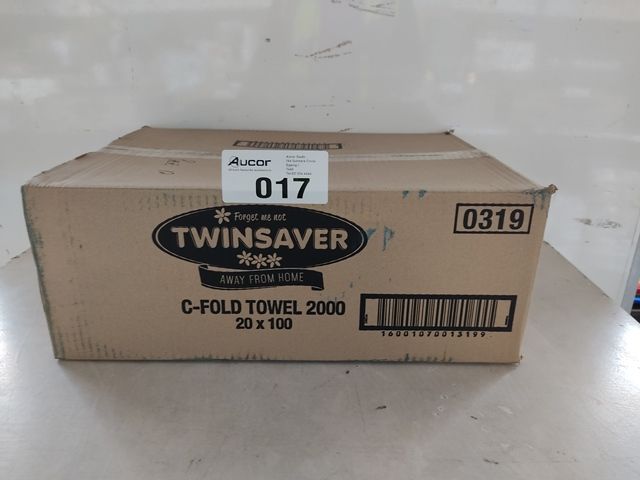 Aucor
017
0319
Forget me not
TWINSAVER
AWAY FROM HOME
C-FOLD TOWEL 2000
20 x 100
16001070013199